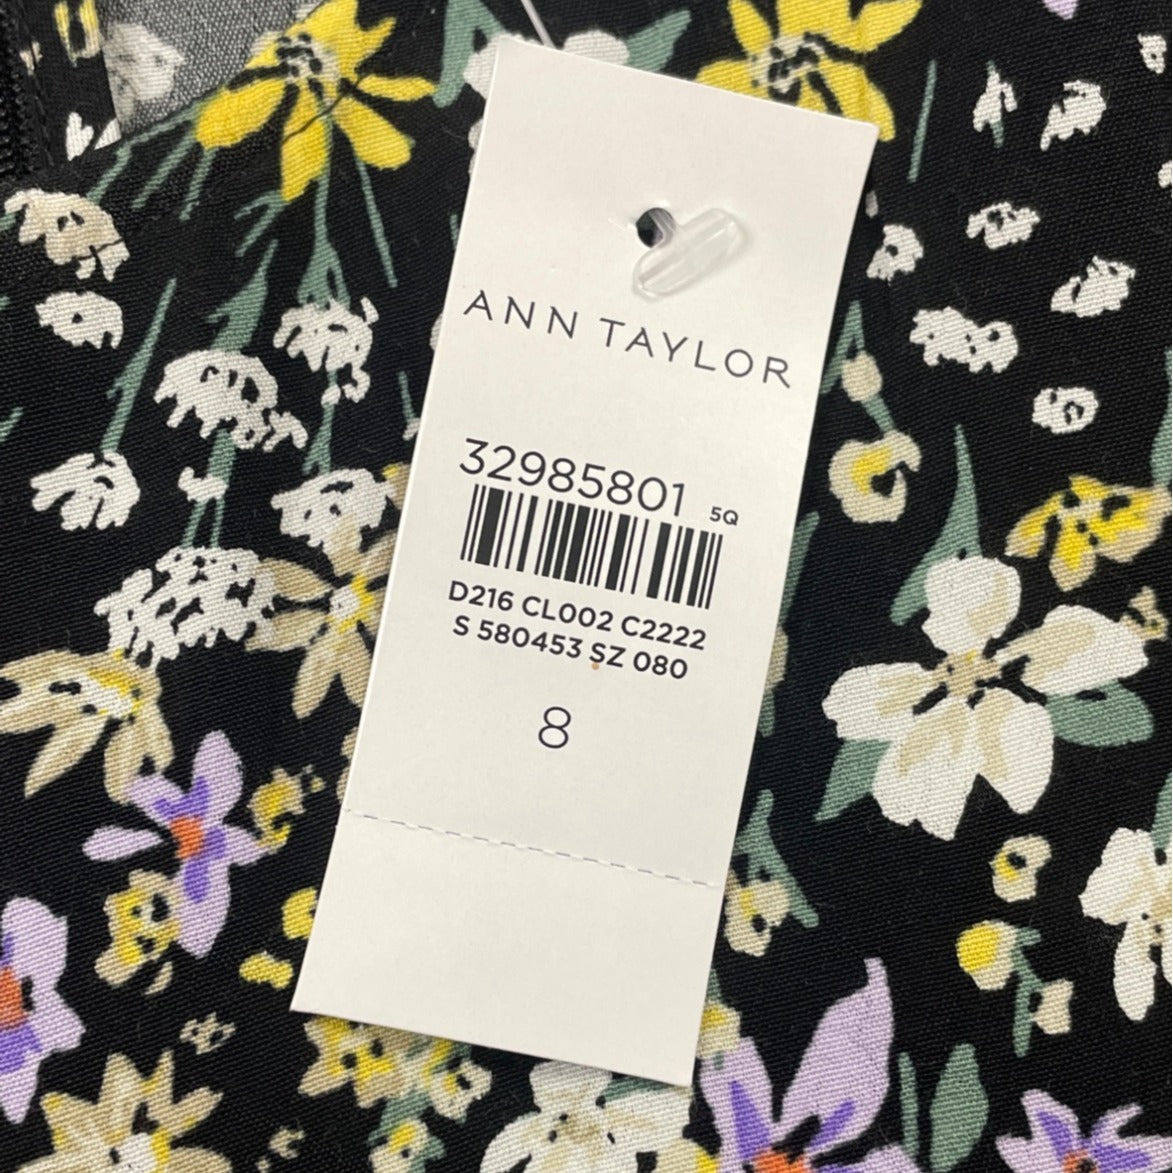 ANN TAYLOR
32985801 5Q
D216 CL002 C2222
S 580453 SZ 080
8